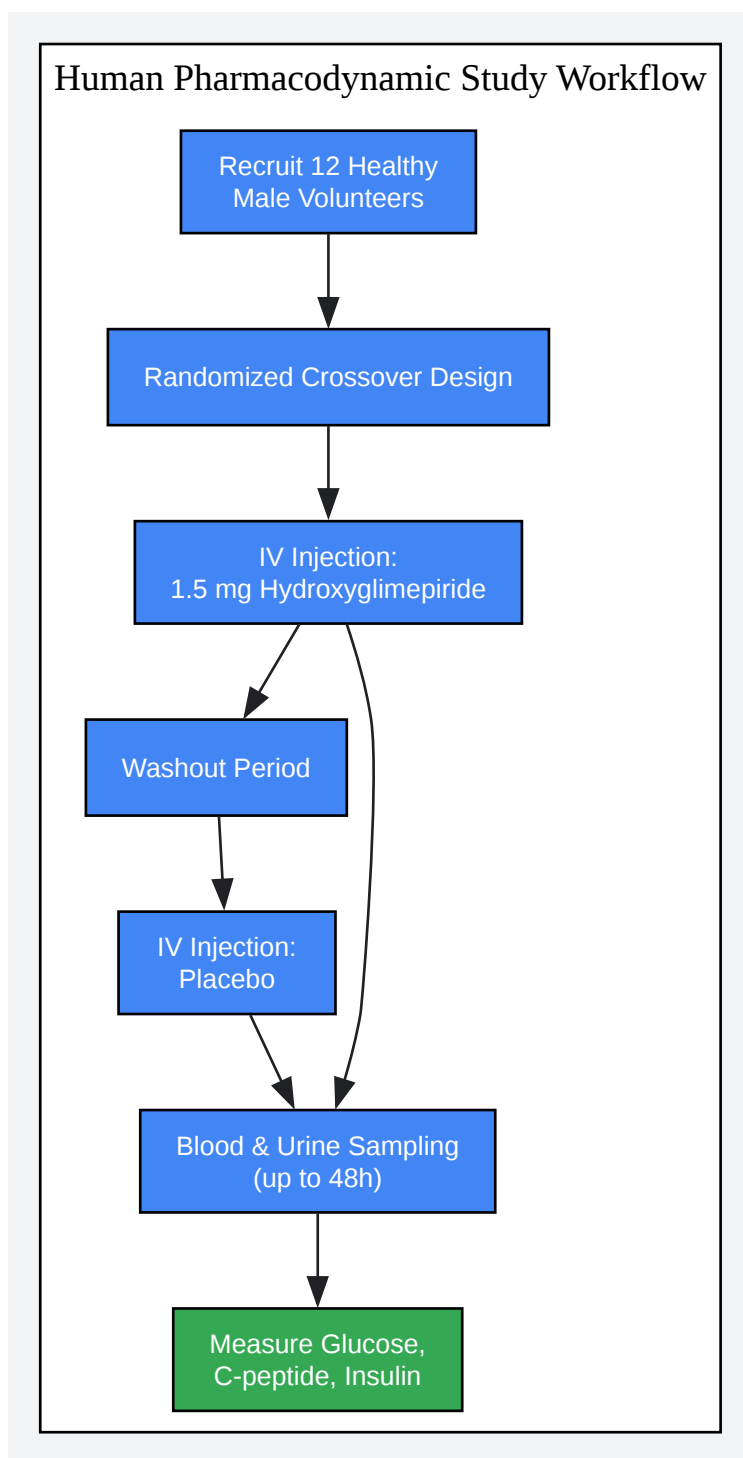 Human Pharmacodynamic Study Workflow
Recruit 12 Healthy
Male Volunteers
Randomized Crossover Design
IV Injection:
1.5 mg Hydroxyglimepiride
Washout Period
IV Injection:
Placebo
Blood & Urine Sampling
(up to 48h)
Measure Glucose,
C-peptide, Insulin